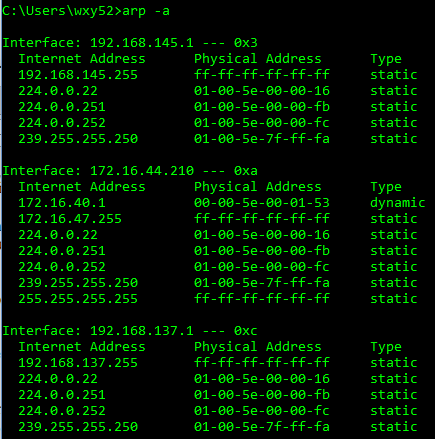 C:\Users\wxy52>arp -a
Interface: 192.168.145.1 --- 0x3
Internet Address Physical Address Type
192.168.145.255 ff-ff-ff-ff-ff-ff static
224.0.0.22 01-00-5e-00-00-16 static
224.0.0.251 01-00-5e-00-00-fb static
224.0.0.252 01-00-5e-00-00-fc static
239.255.255.250 01-00-5e-7f-ff-fa static
Interface: 172.16.44.210 --- 0xa
Internet Address Physical Address Type
172.16.40.1 00-00-5e-00-01-53 dynamic
172.16.47.255 ff-ff-ff-ff-ff-ff static
224.0.0.22 01-00-5e-00-00-16 static
224.0.0.251 01-00-5e-00-00-fb static
224.0.0.252 01-00-5e-00-00-fc static
239.255.255.250 01-00-5e-7f-ff-fa static
255.255.255.255 ff-ff-ff-ff-ff-ff static
Interface: 192.168.137.1 --- 0xc
Internet Address Physical Address Type
192.168.137.255 ff-ff-ff-ff-ff-ff static
224.0.0.22 01-00-5e-00-00-16 static
224.0.0.251 01-00-5e-00-00-fb static
224.0.0.252 01-00-5e-00-00-fc static
239.255.255.250 01-00-5e-7f-ff-fa static